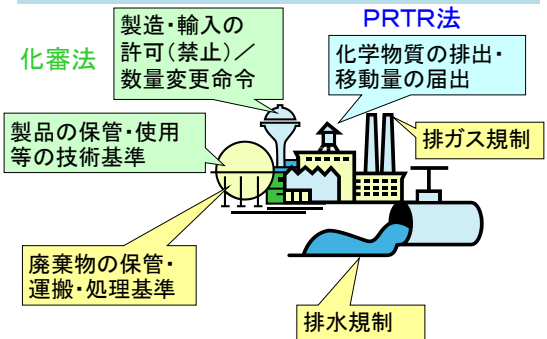 製造・輸入の
許可(禁止)／
数量変更命令
PRTR法
化審法
化学物質の排出・
移動量の届出
製品の保管・使用
等の技術基準
排ガス規制
廃棄物の保管・
運搬・処理基準
排水規制